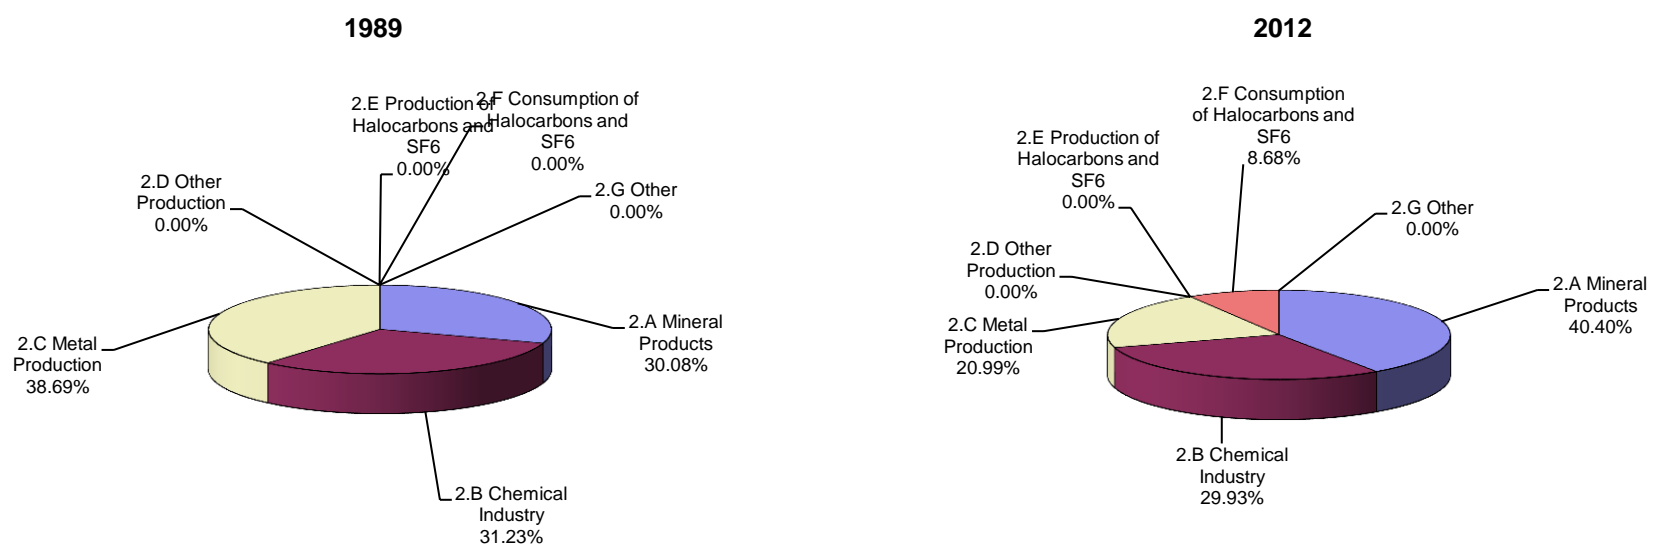 1989
2.E Production of
Halocarbons and
SF6
0.00%
2.F Consumption of
Halocarbons and
SF6
0.00%
2.D Other
Production
0.00%
2.G Other
0.00%
2.A Mineral
Products
30.08%
2.C Metal
Production
38.69%
2.B Chemical
Industry
31.23%
2012
2.F Consumption
of Halocarbons and
SF6
8.68%
2.E Production of
Halocarbons and
SF6
0.00%
2.G Other
0.00%
2.D Other
Production
0.00%
2.A Mineral
Products
40.40%
2.C Metal
Production
20.99%
2.B Chemical
Industry
29.93%